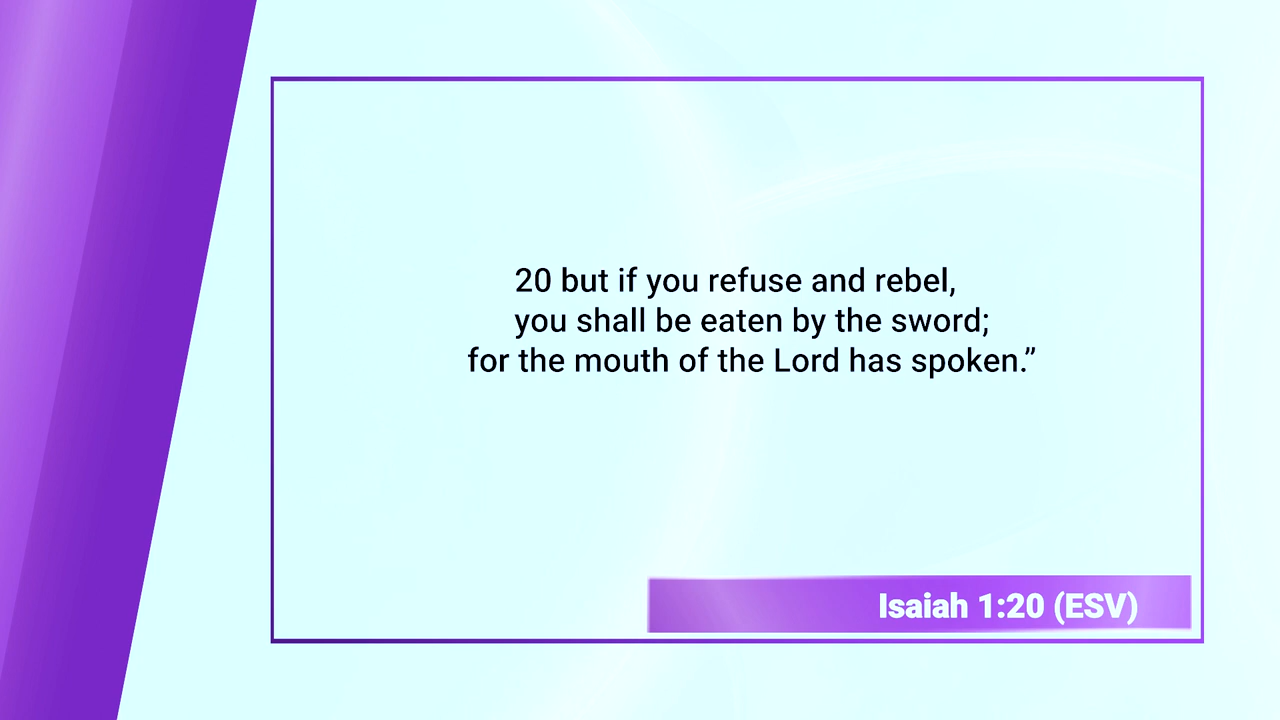 20 but if you refuse and rebel,
you shall be eaten by the sword;
for the mouth of the Lord has spoken.”
Isaiah 1:20 (ESV)